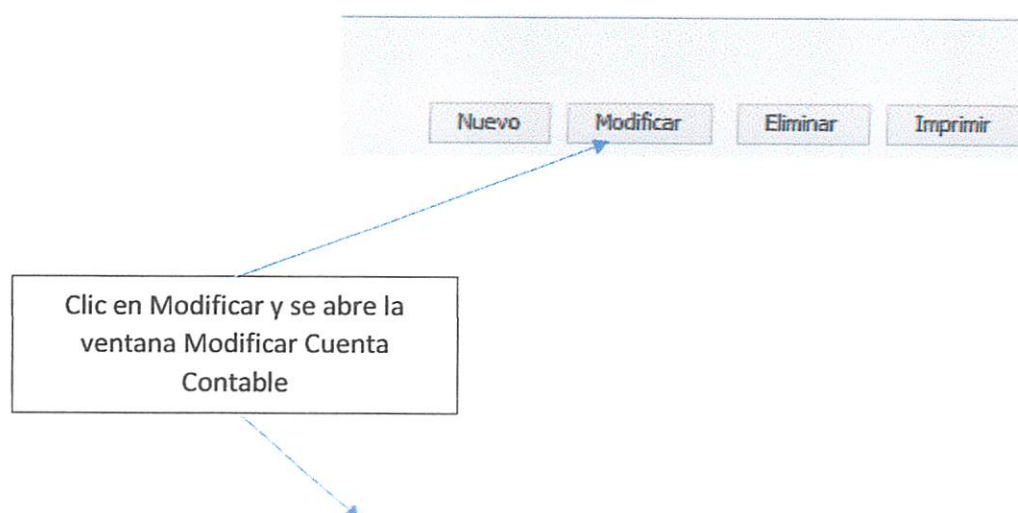 Nuevo Modificar Eliminar Imprimir
Clic en Modificar y se abre la
ventana Modificar Cuenta
Contable